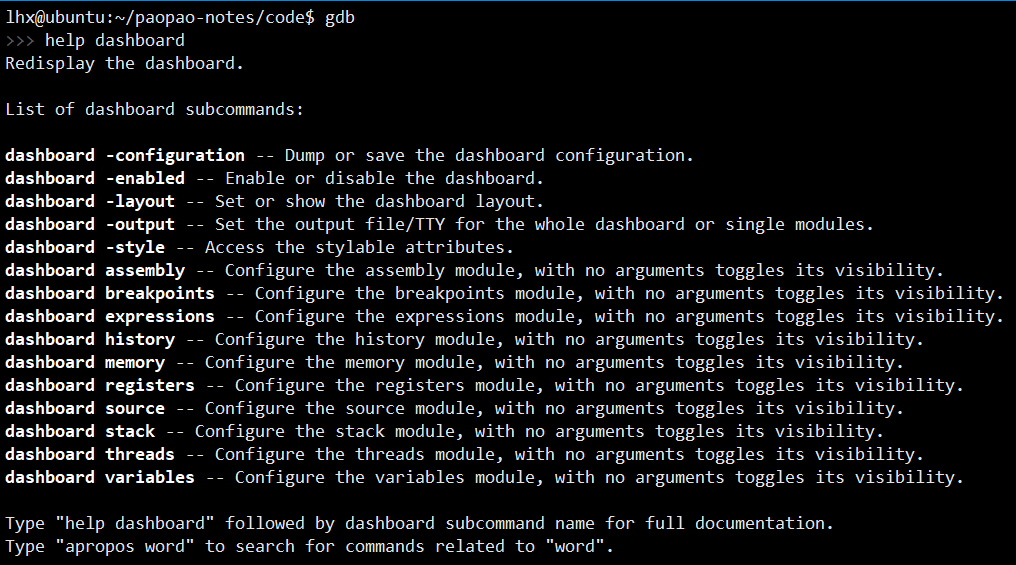 lhx@ubuntu:~/paopao-notes/code$ gdb
>>> help dashboard
Redisplay the dashboard.

List of dashboard subcommands:

dashboard -configuration -- Dump or save the dashboard configuration.
dashboard -enabled -- Enable or disable the dashboard.
dashboard -layout -- Set or show the dashboard layout.
dashboard -output -- Set the output file/TTY for the whole dashboard or single modules.
dashboard -style -- Access the stylable attributes.
dashboard assembly -- Configure the assembly module, with no arguments toggles its visibility.
dashboard breakpoints -- Configure the breakpoints module, with no arguments toggles its visibility.
dashboard expressions -- Configure the expressions module, with no arguments toggles its visibility.
dashboard history -- Configure the history module, with no arguments toggles its visibility.
dashboard memory -- Configure the memory module, with no arguments toggles its visibility.
dashboard registers -- Configure the registers module, with no arguments toggles its visibility.
dashboard source -- Configure the source module, with no arguments toggles its visibility.
dashboard stack -- Configure the stack module, with no arguments toggles its visibility.
dashboard threads -- Configure the threads module, with no arguments toggles its visibility.
dashboard variables -- Configure the variables module, with no arguments toggles its visibility.

Type "help dashboard" followed by dashboard subcommand name for full documentation.
Type "apropos word" to search for commands related to "word".